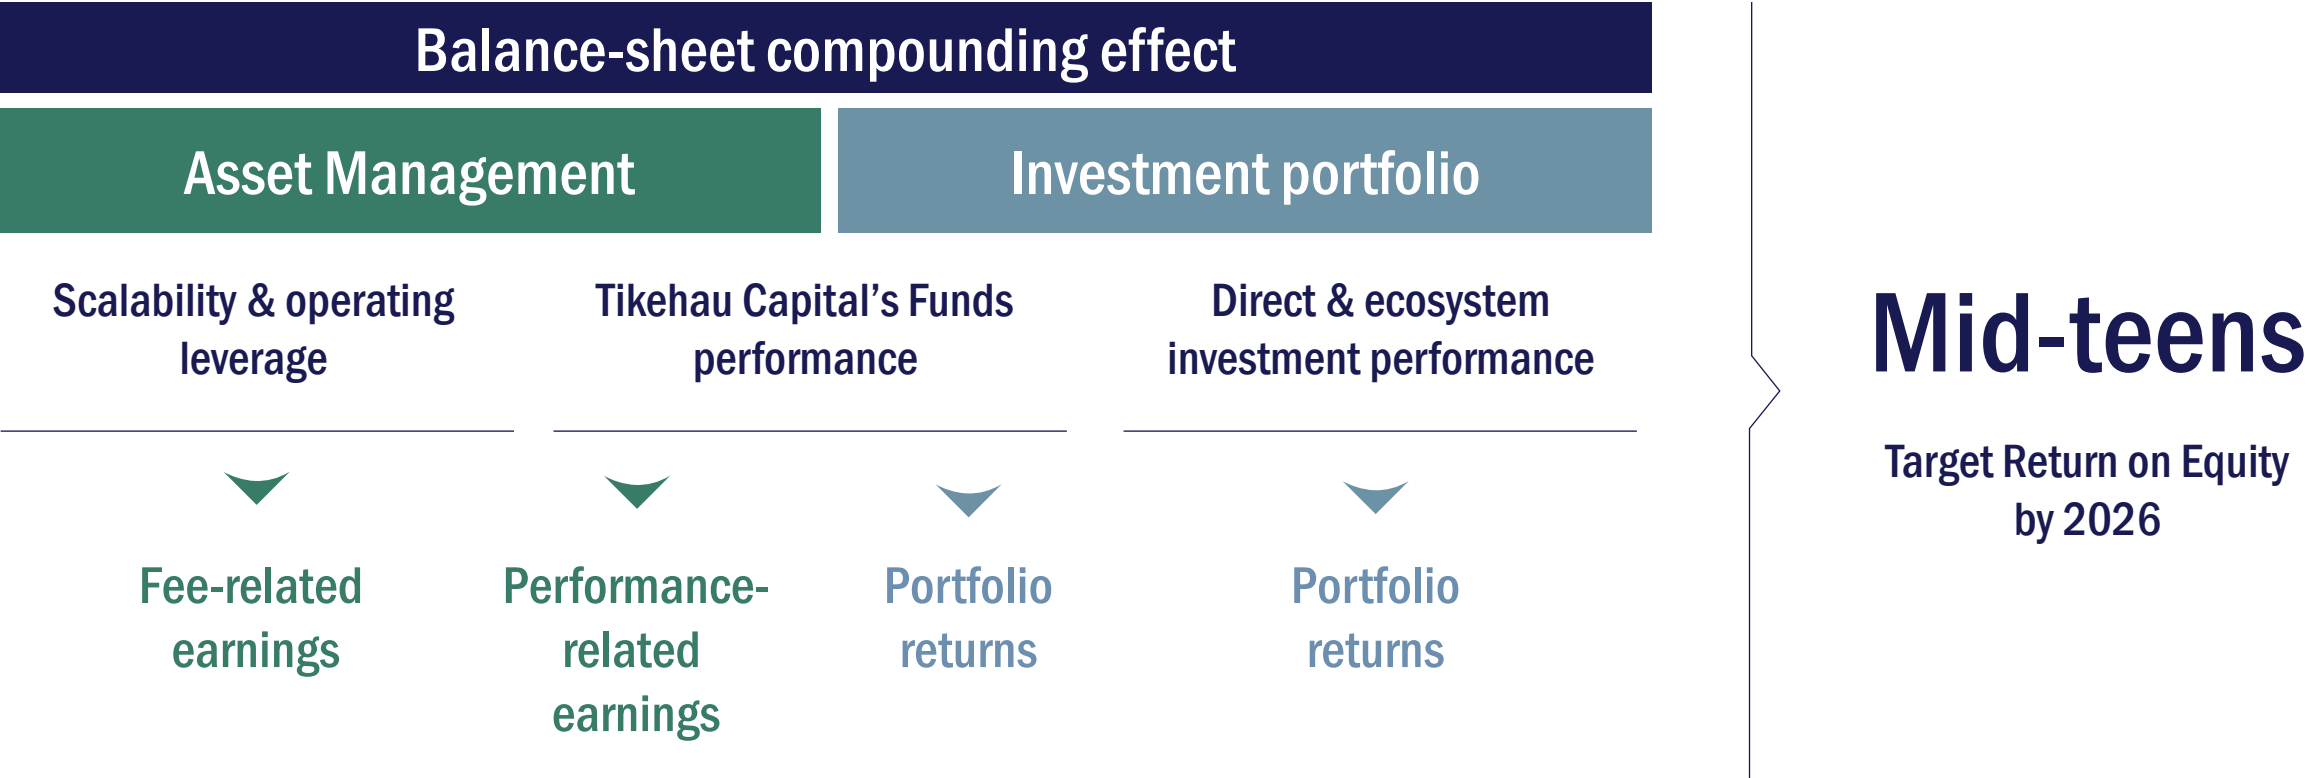 Balance-sheet compounding effect
Asset Management
Investment portfolio
Scalability & operating
leverage
Tikehau Capital’s Funds
performance
Direct & ecosystem
investment performance
Fee-related
earnings
Performance-
related
earnings
Portfolio
returns
Portfolio
returns
Mid-teens
Target Return on Equity
by 2026